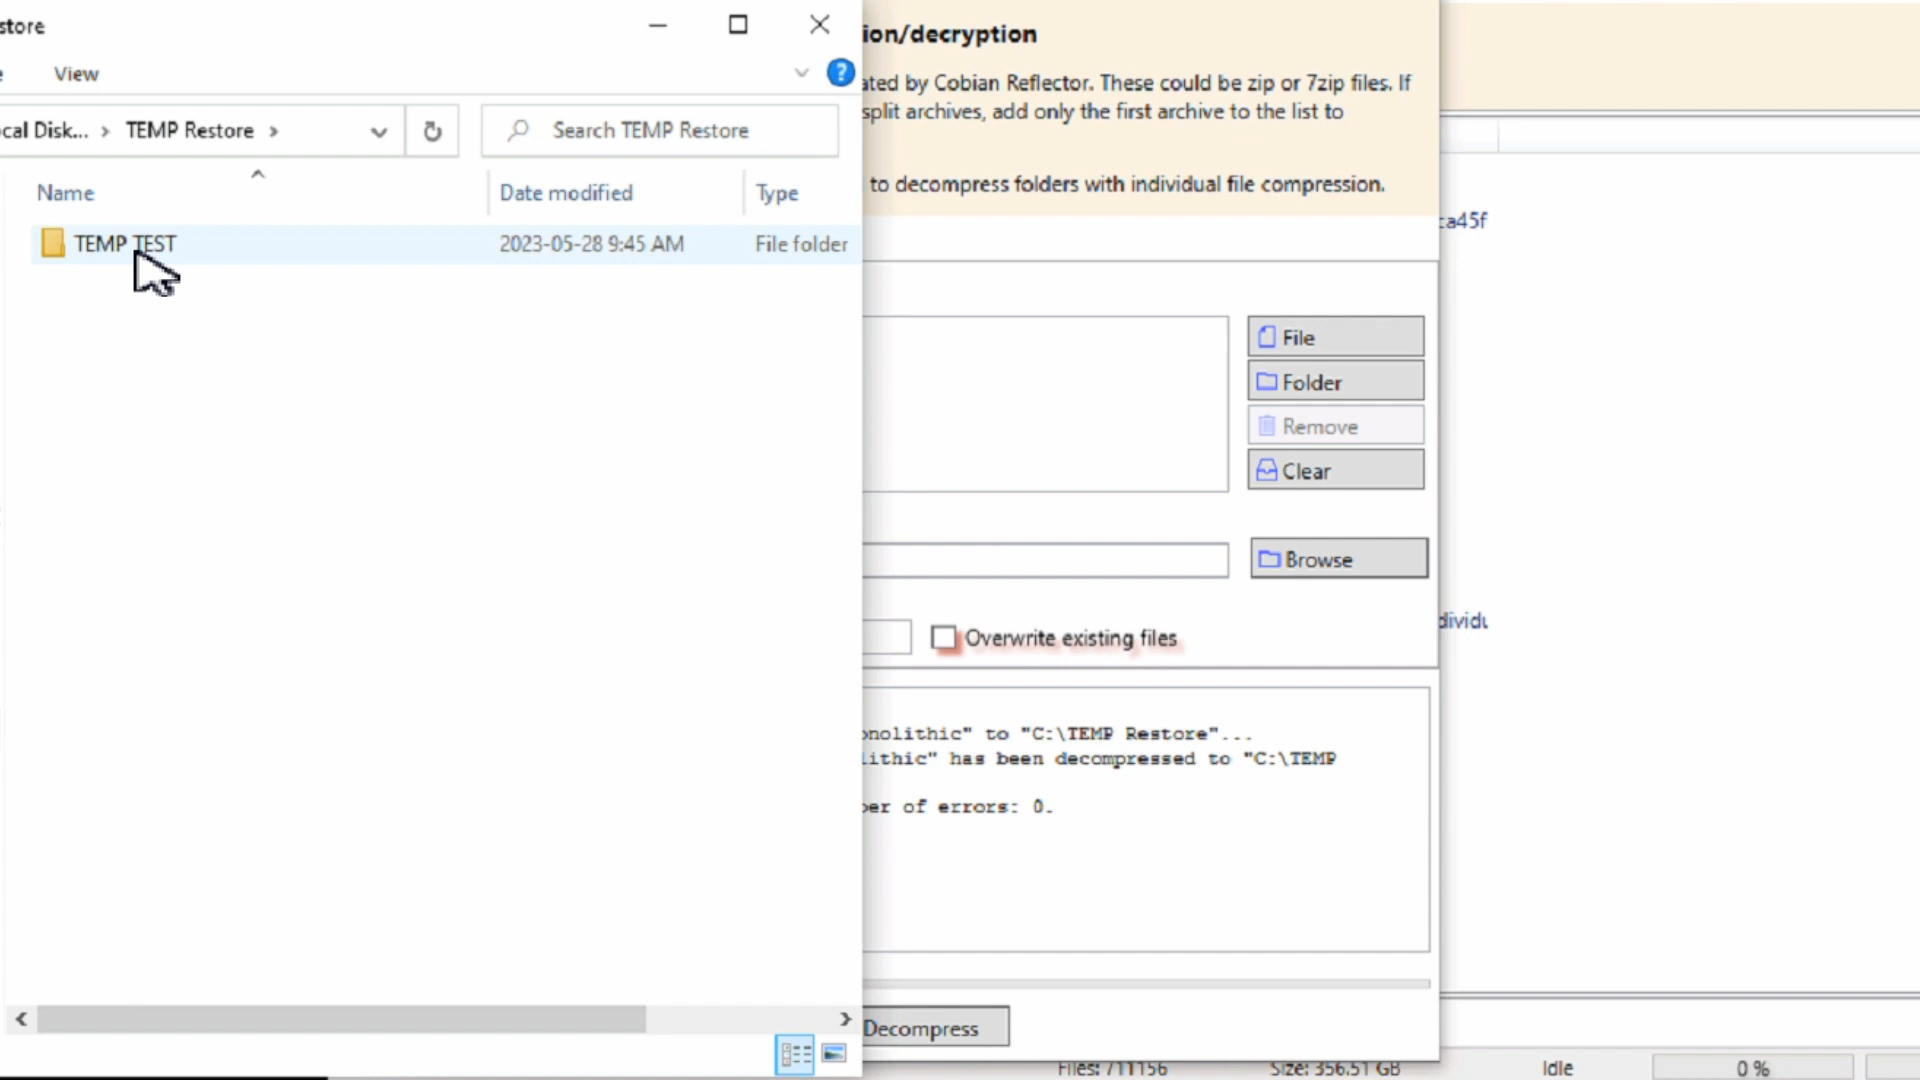 store
View
?
cal Disk... > TEMP Restore >
Search TEMP Restore
Name
Date modified
Type
TEMP TEST
2023-05-28 9:45 AM
File folder
ion/decryption
ated by Cobian Reflector. These could be zip or 7zip files. If
split archives, add only the first archive to the list to
to decompress folders with individual file compression.
File
Folder
Remove
Clear
Browse
Overwrite existing files
onolithic" to "C:\TEMP Restore"...
lithic" has been decompressed to "C:\TEMP
ber of errors: 0.
Decompress
ca45f
dividu
Files: 711156
Size: 356.51 GB
Idle
0 %